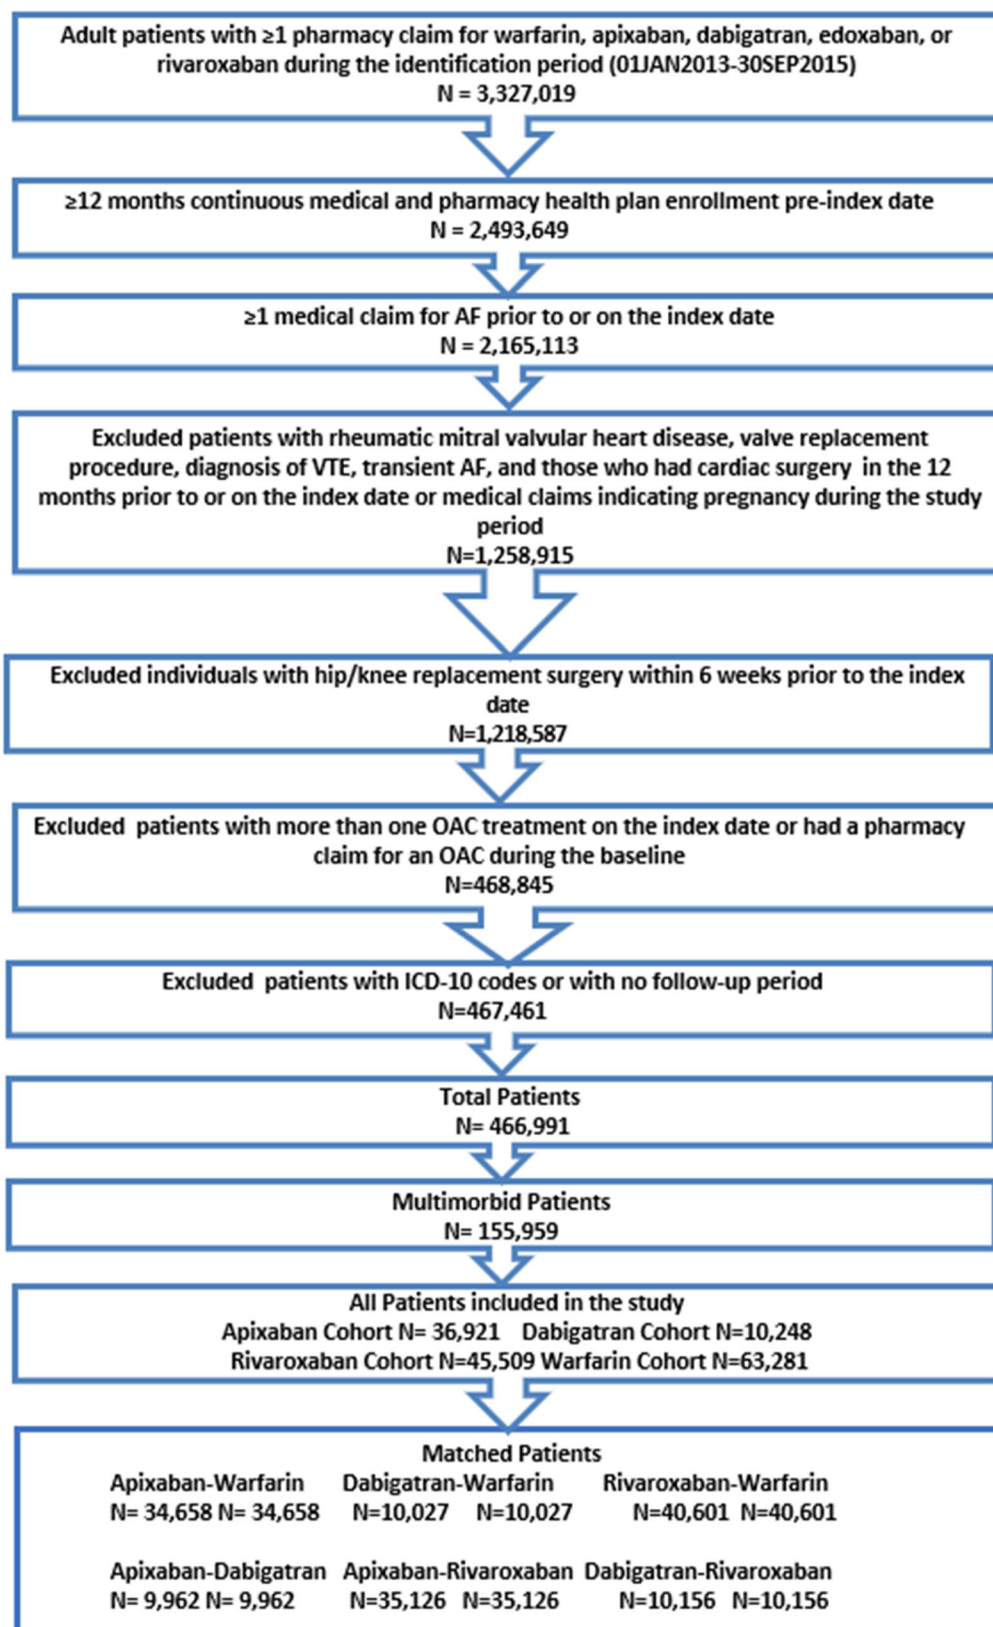 Adult patients with ≥1 pharmacy claim for warfarin, apixaban, dabigatran, edoxaban, or
rivaroxaban during the identification period (01JAN2013-30SEP2015)
N = 3,327,019
≥12 months continuous medical and pharmacy health plan enrollment pre-index date
N = 2,493,649
≥1 medical claim for AF prior to or on the index date
N = 2,165,113
Excluded patients with rheumatic mitral valvular heart disease, valve replacement
procedure, diagnosis of VTE, transient AF, and those who had cardiac surgery in the 12
months prior to or on the index date or medical claims indicating pregnancy during the study
period
N=1,258,915
Excluded individuals with hip/knee replacement surgery within 6 weeks prior to the index
date
N=1,218,587
Excluded patients with more than one OAC treatment on the index date or had a pharmacy
claim for an OAC during the baseline
N=468,845
Excluded patients with ICD-10 codes or with no follow-up period
N=467,461
Total Patients
N= 466,991
Multimorbid Patients
N= 155,959
All Patients included in the study
Apixaban Cohort N= 36,921 Dabigatran Cohort N=10,248
Rivaroxaban Cohort N=45,509 Warfarin Cohort N=63,281
Matched Patients
Apixaban-Warfarin Dabigatran-Warfarin Rivaroxaban-Warfarin
N= 34,658 N= 34,658 N=10,027 N=10,027 N=40,601 N=40,601
Apixaban-Dabigatran Apixaban-Rivaroxaban Dabigatran-Rivaroxaban
N= 9,962 N= 9,962 N=35,126 N=35,126 N=10,156 N=10,156